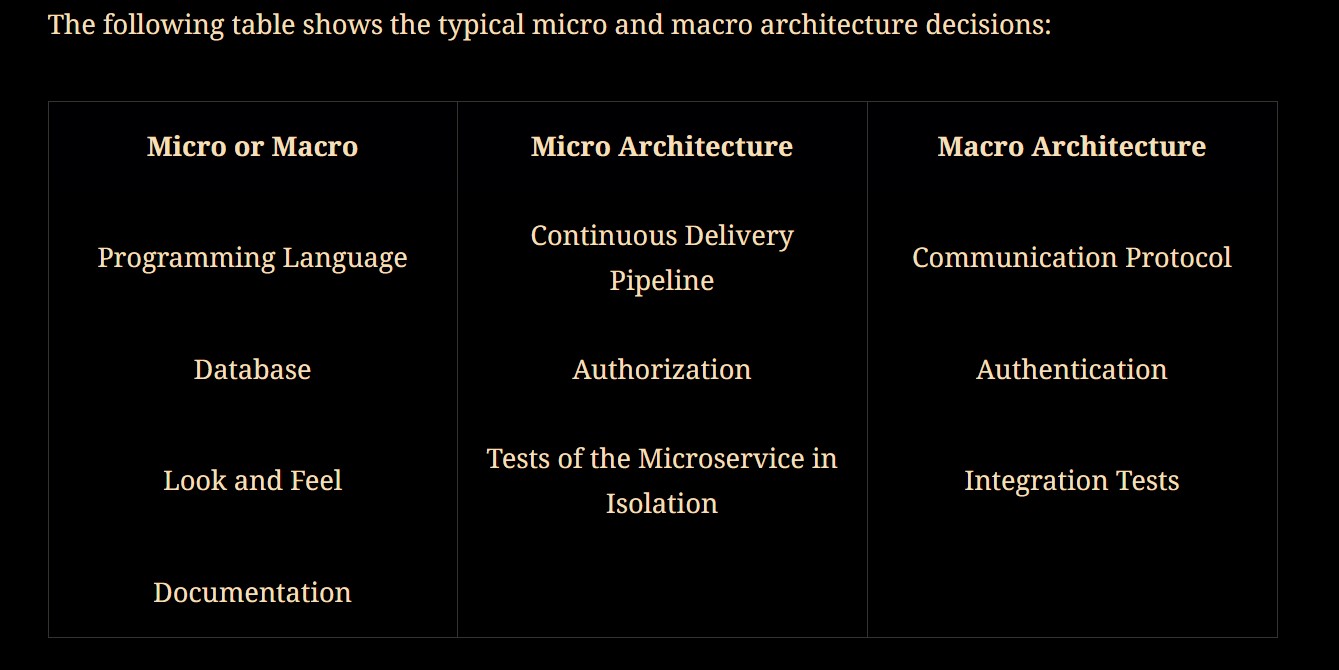 The following table shows the typical micro and macro architecture decisions:
Micro or Macro
Micro Architecture
Macro Architecture
Programming Language
Continuous Delivery
Pipeline
Communication Protocol
Database
Authorization
Authentication
Look and Feel
Tests of the Microservice in
Isolation
Integration Tests
Documentation